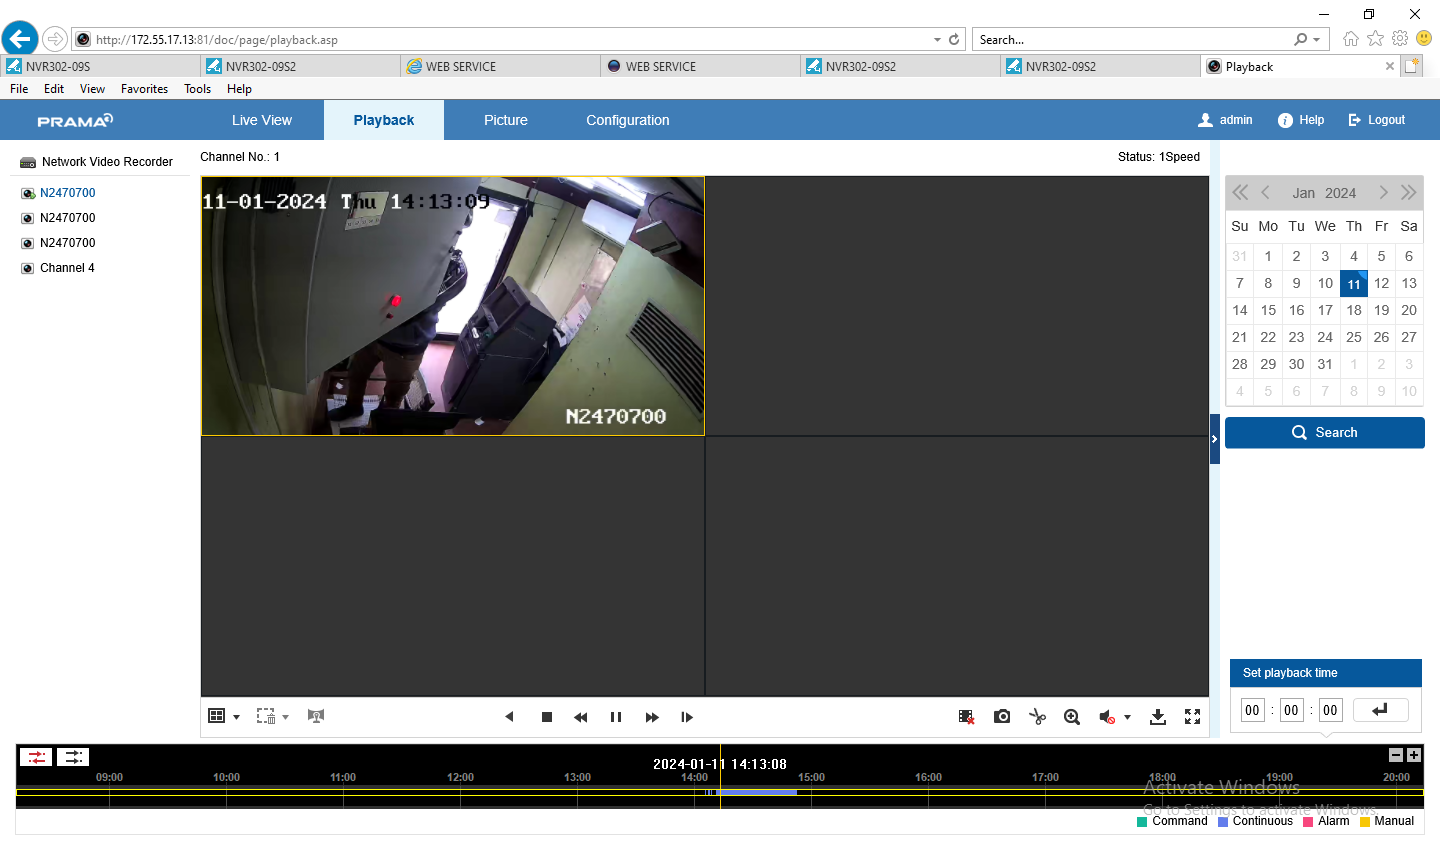 http://172.55.17.13:81/doc/page/playback.asp
Search...
NVR302-09S
NVR302-09S2
WEB SERVICE
WEB SERVICE
NVR302-09S2
NVR302-09S2
Playback
File Edit View Favorites Tools Help
PRAMA
Live View
Playback
Picture
Configuration
admin
Help
Logout
Network Video Recorder
N2470700
N2470700
N2470700
Channel 4
Channel No.: 1
Status: 1Speed
11-01-2024 Thu 14:13:09
N2470700
Jan 2024
Su Mo Tu We Th Fr Sa
31 1 2 3 4 5 6
7 8 9 10 11 12 13
14 15 16 17 18 19 20
21 22 23 24 25 26 27
28 29 30 31 1 2 3
4 5 6 7 8 9 10
Search
Set playback time
00 : 00 : 00
2024-01-11 14:13:08
09:00 10:00 11:00 12:00 13:00 14:00 15:00 16:00 17:00 18:00 19:00 20:00
Activate Windows
Go to Settings to activate Windows.
Command Continuous Alarm Manual